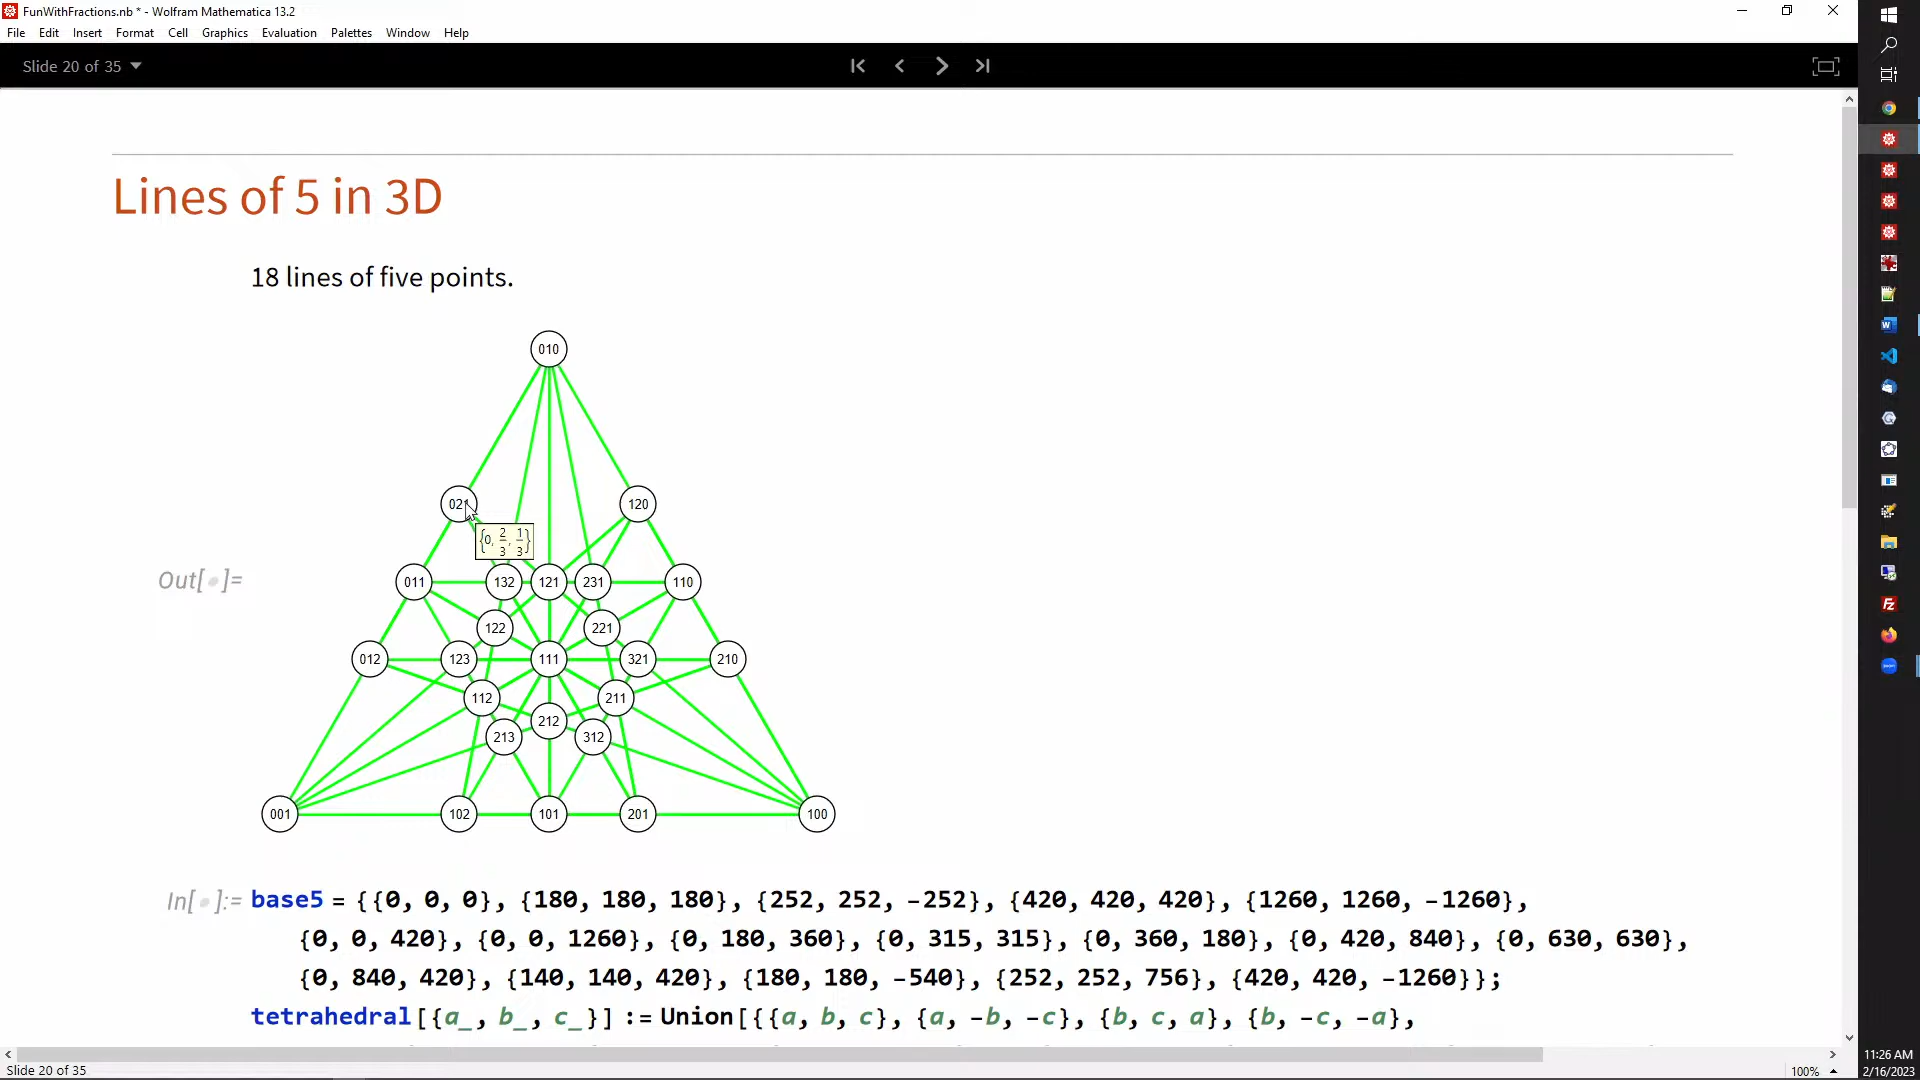 FunWithFractions.nb * - Wolfram Mathematica 13.2
File Edit Insert Format Cell Graphics Evaluation Palettes Window Help
Slide 20 of 35
Lines of 5 in 3D
18 lines of five points.
010
021 120
{0, 2/3, 1/3}
011 132 121 231 110
Out[ ]=
122 221
012 123 111 321 210
112 211
212
213 312
001 102 101 201 100
In[ ]:= base5 = {{0, 0, 0}, {180, 180, 180}, {252, 252, -252}, {420, 420, 420}, {1260, 1260, -1260},
{0, 0, 420}, {0, 0, 1260}, {0, 180, 360}, {0, 315, 315}, {0, 360, 180}, {0, 420, 840}, {0, 630, 630},
{0, 840, 420}, {140, 140, 420}, {180, 180, -540}, {252, 252, 756}, {420, 420, -1260}};
tetrahedral[{a_, b_, c_}] := Union[{{a, b, c}, {a, -b, -c}, {b, c, a}, {b, -c, -a},
Slide 20 of 35
100%
11:26 AM
2/16/2023